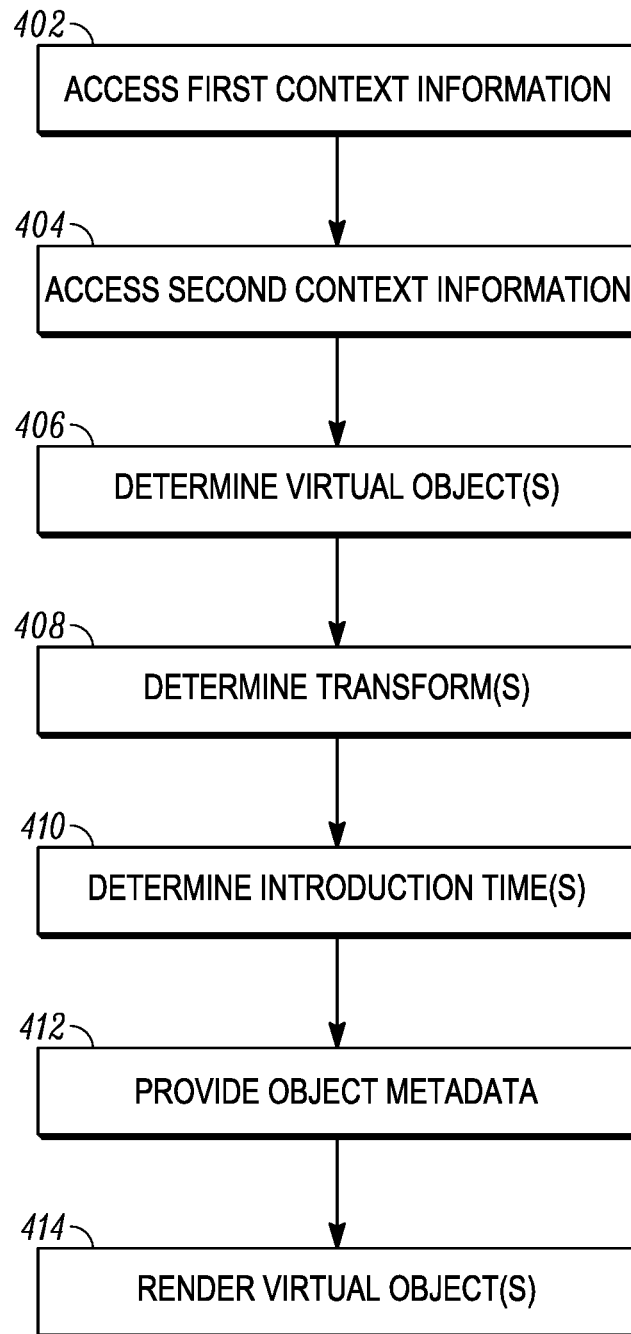 402
ACCESS FIRST CONTEXT INFORMATION
404
ACCESS SECOND CONTEXT INFORMATION
406
DETERMINE VIRTUAL OBJECT(S)
408
DETERMINE TRANSFORM(S)
410
DETERMINE INTRODUCTION TIME(S)
412
PROVIDE OBJECT METADATA
414
RENDER VIRTUAL OBJECT(S)